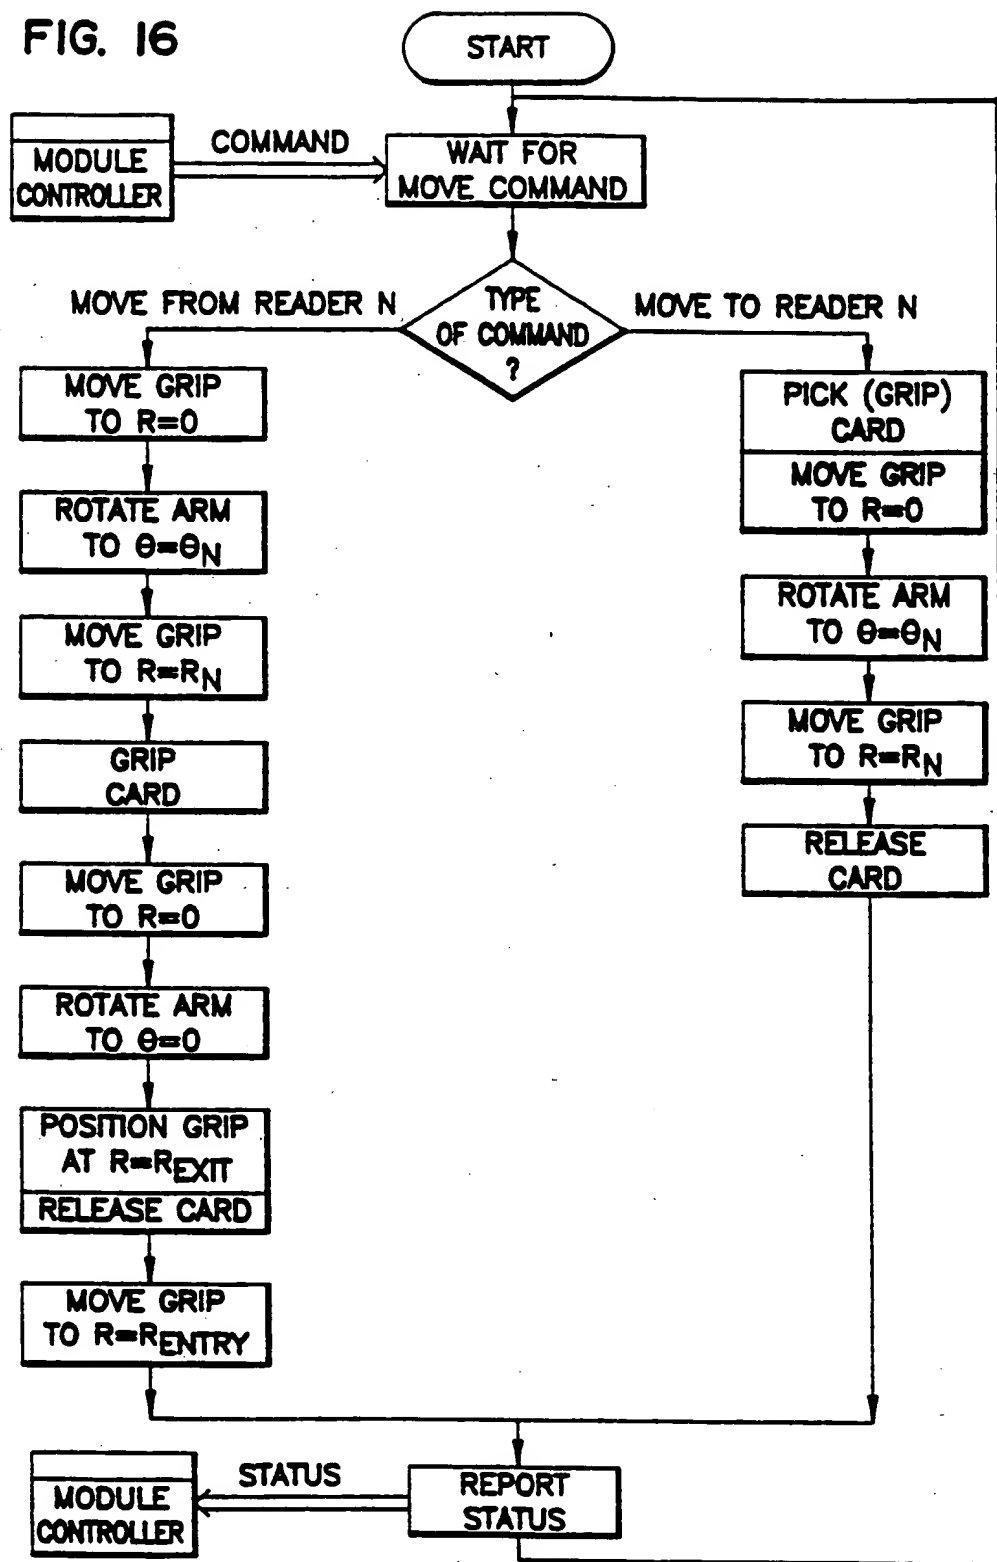 FIG. 16
START
MODULE
CONTROLLER
COMMAND
WAIT FOR
MOVE COMMAND
TYPE
OF COMMAND
?
MOVE FROM READER N
MOVE TO READER N
MOVE GRIP
TO R=0
ROTATE ARM
TO θ=θN
MOVE GRIP
TO R=RN
GRIP
CARD
MOVE GRIP
TO R=0
ROTATE ARM
TO θ=0
POSITION GRIP
AT R=REXIT
RELEASE CARD
MOVE GRIP
TO R=RENTRY
PICK (GRIP)
CARD
MOVE GRIP
TO R=0
ROTATE ARM
TO θ=θN
MOVE GRIP
TO R=RN
RELEASE
CARD
REPORT
STATUS
STATUS
MODULE
CONTROLLER